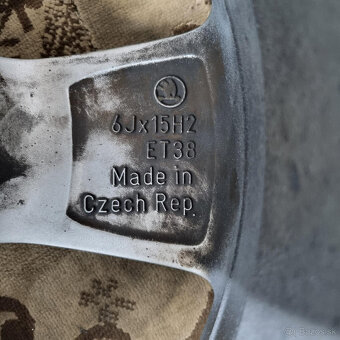 6Jx15H2
ET38
Made in
Czech Rep.